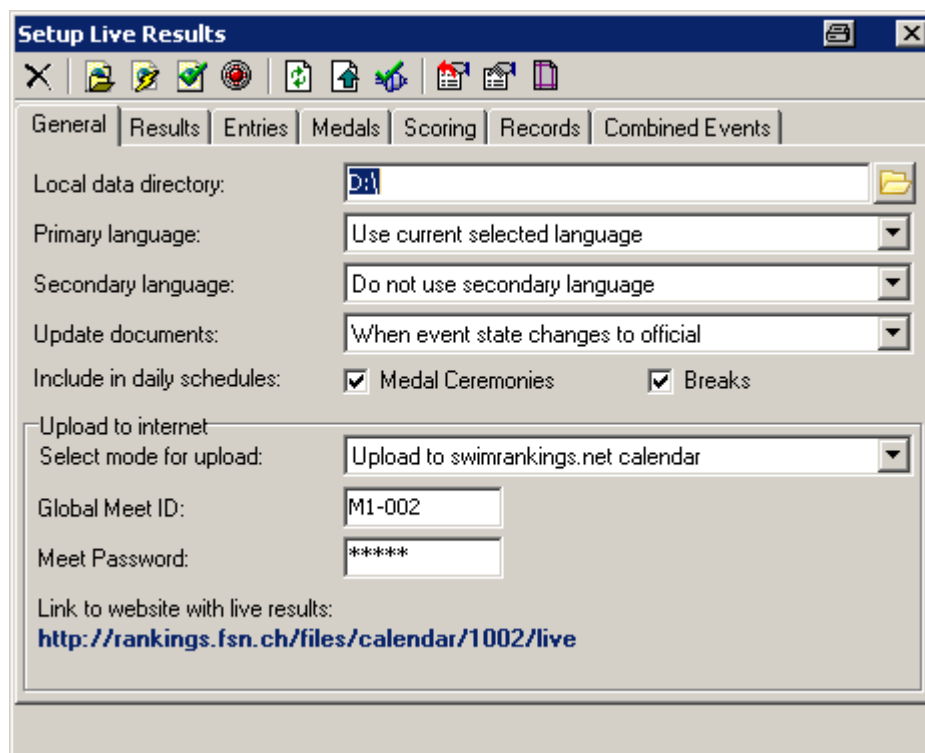 Setup Live Results
General Results Entries Medals Scoring Records Combined Events
Local data directory: D:\
Primary language: Use current selected language
Secondary language: Do not use secondary language
Update documents: When event state changes to official
Include in daily schedules: Medal Ceremonies Breaks
Upload to internet
Select mode for upload: Upload to swimrankings.net calendar
Global Meet ID: M1-002
Meet Password: *****
Link to website with live results:
http://rankings.fsn.ch/files/calendar/1002/live